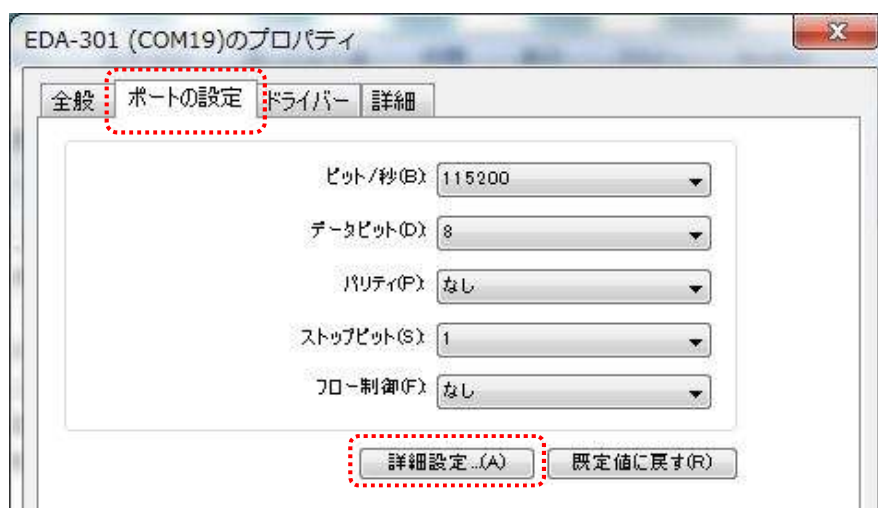 EDA-301 (COM19)のプロパティ
全般 ポートの設定 ドライバー 詳細
ビット/秒(B): 115200
データビット(D): 8
パリティ(P): なし
ストップビット(S): 1
フロー制御(F): なし
詳細設定...(A) 既定値に戻す(R)